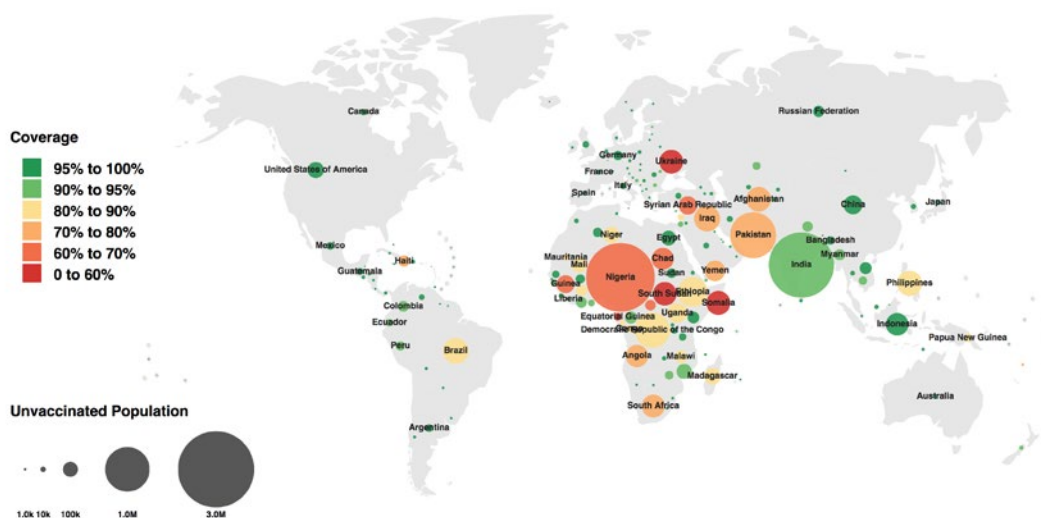 Canada
Russian Federation
Coverage
95% to 100%
90% to 95%
80% to 90%
70% to 80%
60% to 70%
0 to 60%
United States of America
Germany
Ukraine
France
Italy
Spain
Syrian Arab Republic
Afghanistan
Iraq
China
Japan
Mexico
Niger
Egypt
Pakistan
Bangladesh
Haiti
Mauritania
Mali
Chad
Guatemala
Nigeria
Sudan
Yemen
India
Myanmar
Guinea
South Sudan
Ethiopia
Philippines
Liberia
Somalia
Colombia
Uganda
Equatorial Guinea
Ecuador
Democratic Republic of the Congo
Indonesia
Papua New Guinea
Peru
Brazil
Angola
Malawi
Madagascar
Australia
South Africa
Unvaccinated Population
Argentina
1.0k 10k 100k 1.0M 3.0M